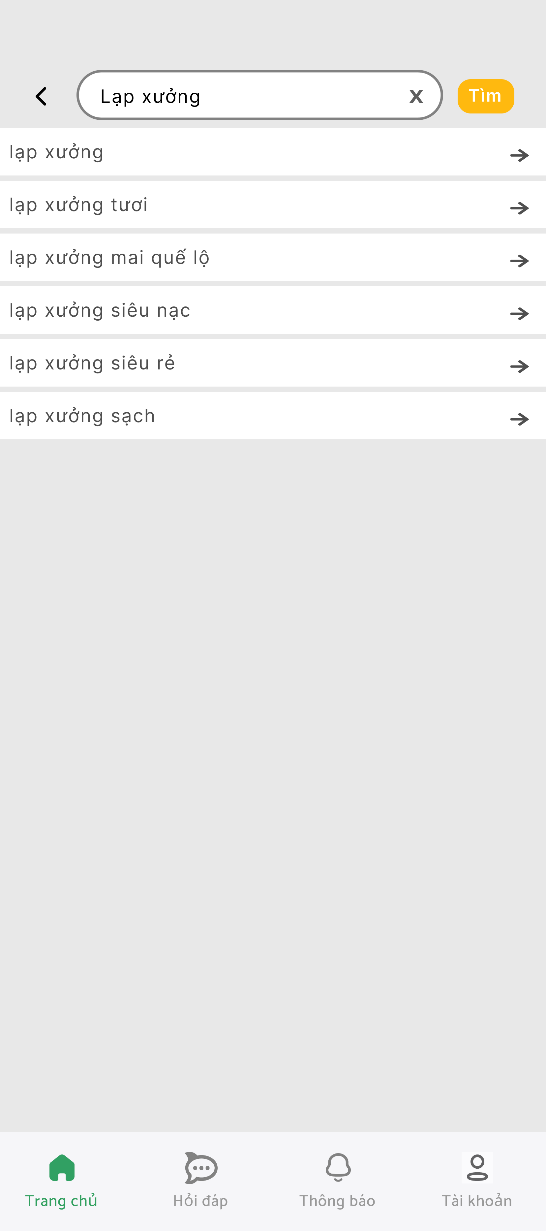 Lạp xưởng X Tìm
lạp xưởng
lạp xưởng tươi
lạp xưởng mai quế lộ
lạp xưởng siêu nạc
lạp xưởng siêu rẻ
lạp xưởng sạch
Trang chủ Hỏi đáp Thông báo Tài khoản